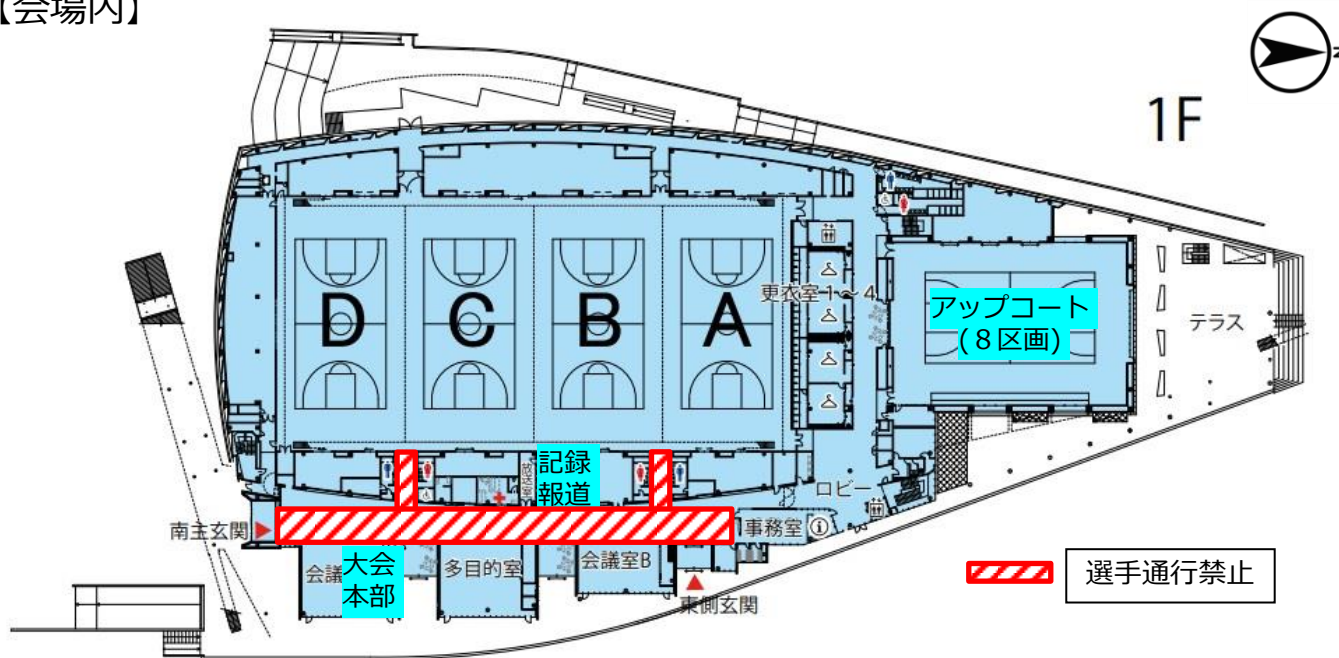 【会場内】
1F
D
C
B
A
更衣室1～4
アップコート
(８区画)
テラス
放送室
記録
報道
ロビー
南主玄関
事務室
i
会議
大会
本部
多目的室
会議室B
東側玄関
選手通行禁止